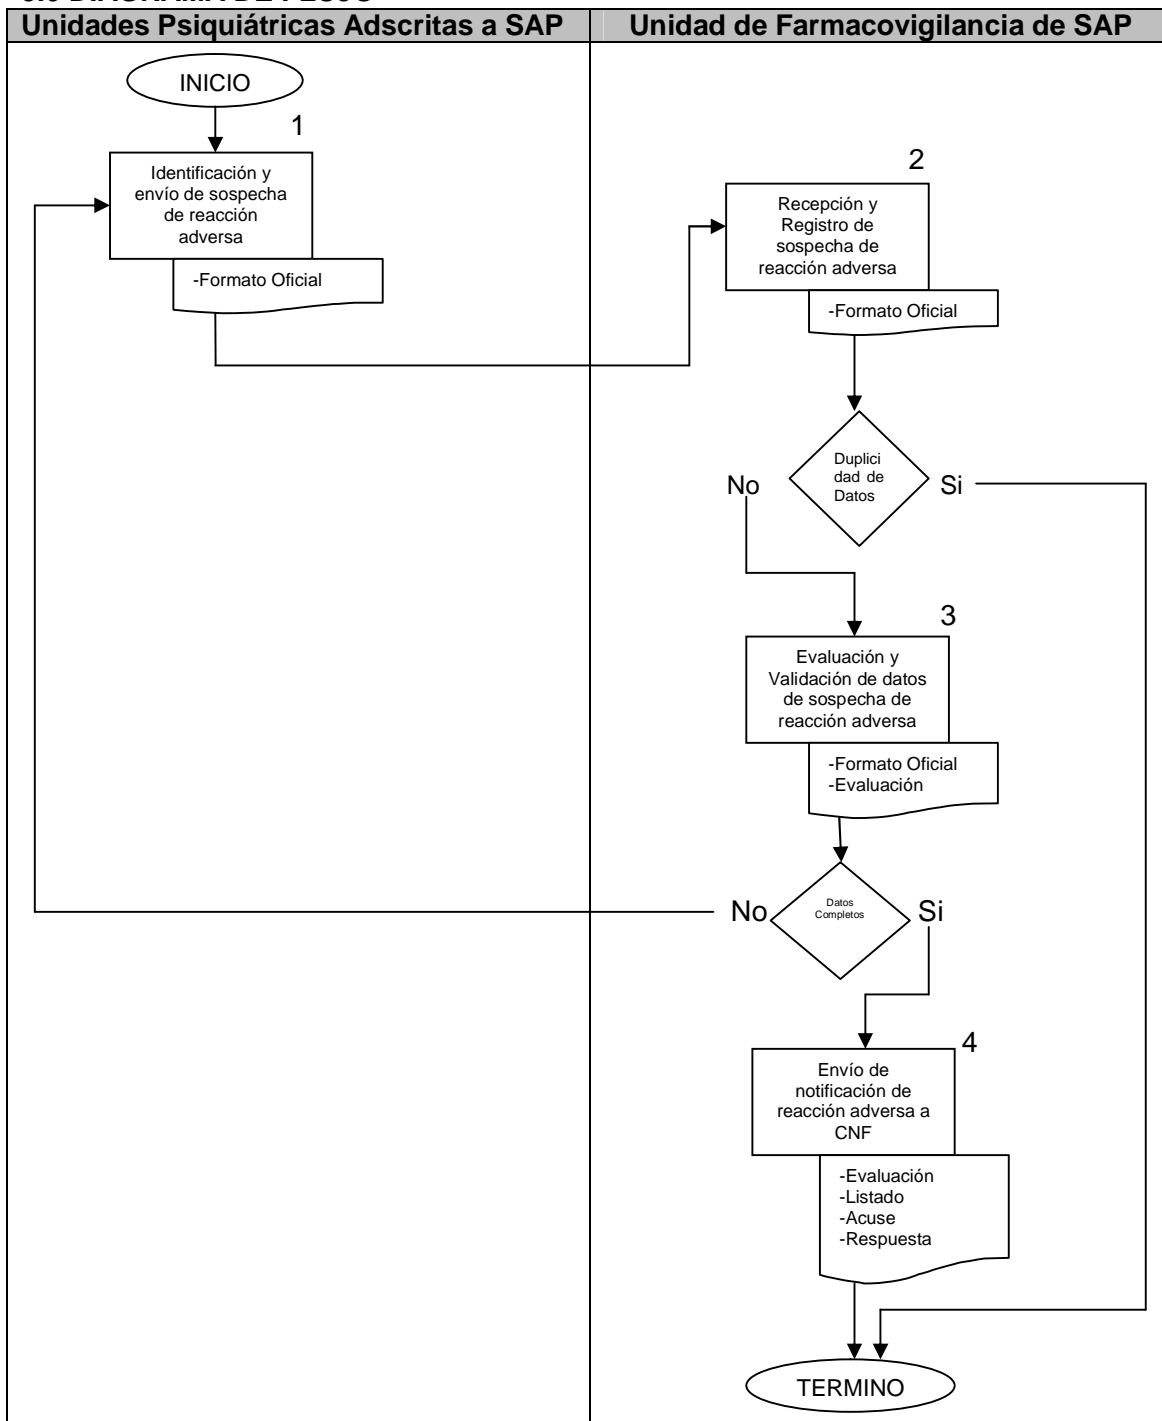 Unidades Psiquiátricas Adscritas a SAP
Unidad de Farmacovigilancia de SAP
INICIO
1
Identificación y
envío de sospecha
de reacción
adversa
-Formato Oficial
2
Recepción y
Registro de
sospecha de
reacción adversa
-Formato Oficial
Duplici
dad de
Datos
No
Si
3
Evaluación y
Validación de datos
de sospecha de
reacción adversa
-Formato Oficial
-Evaluación
Datos
Completos
No
Si
4
Envío de
notificación de
reacción adversa a
CNF
-Evaluación
-Listado
-Acuse
-Respuesta
TERMINO